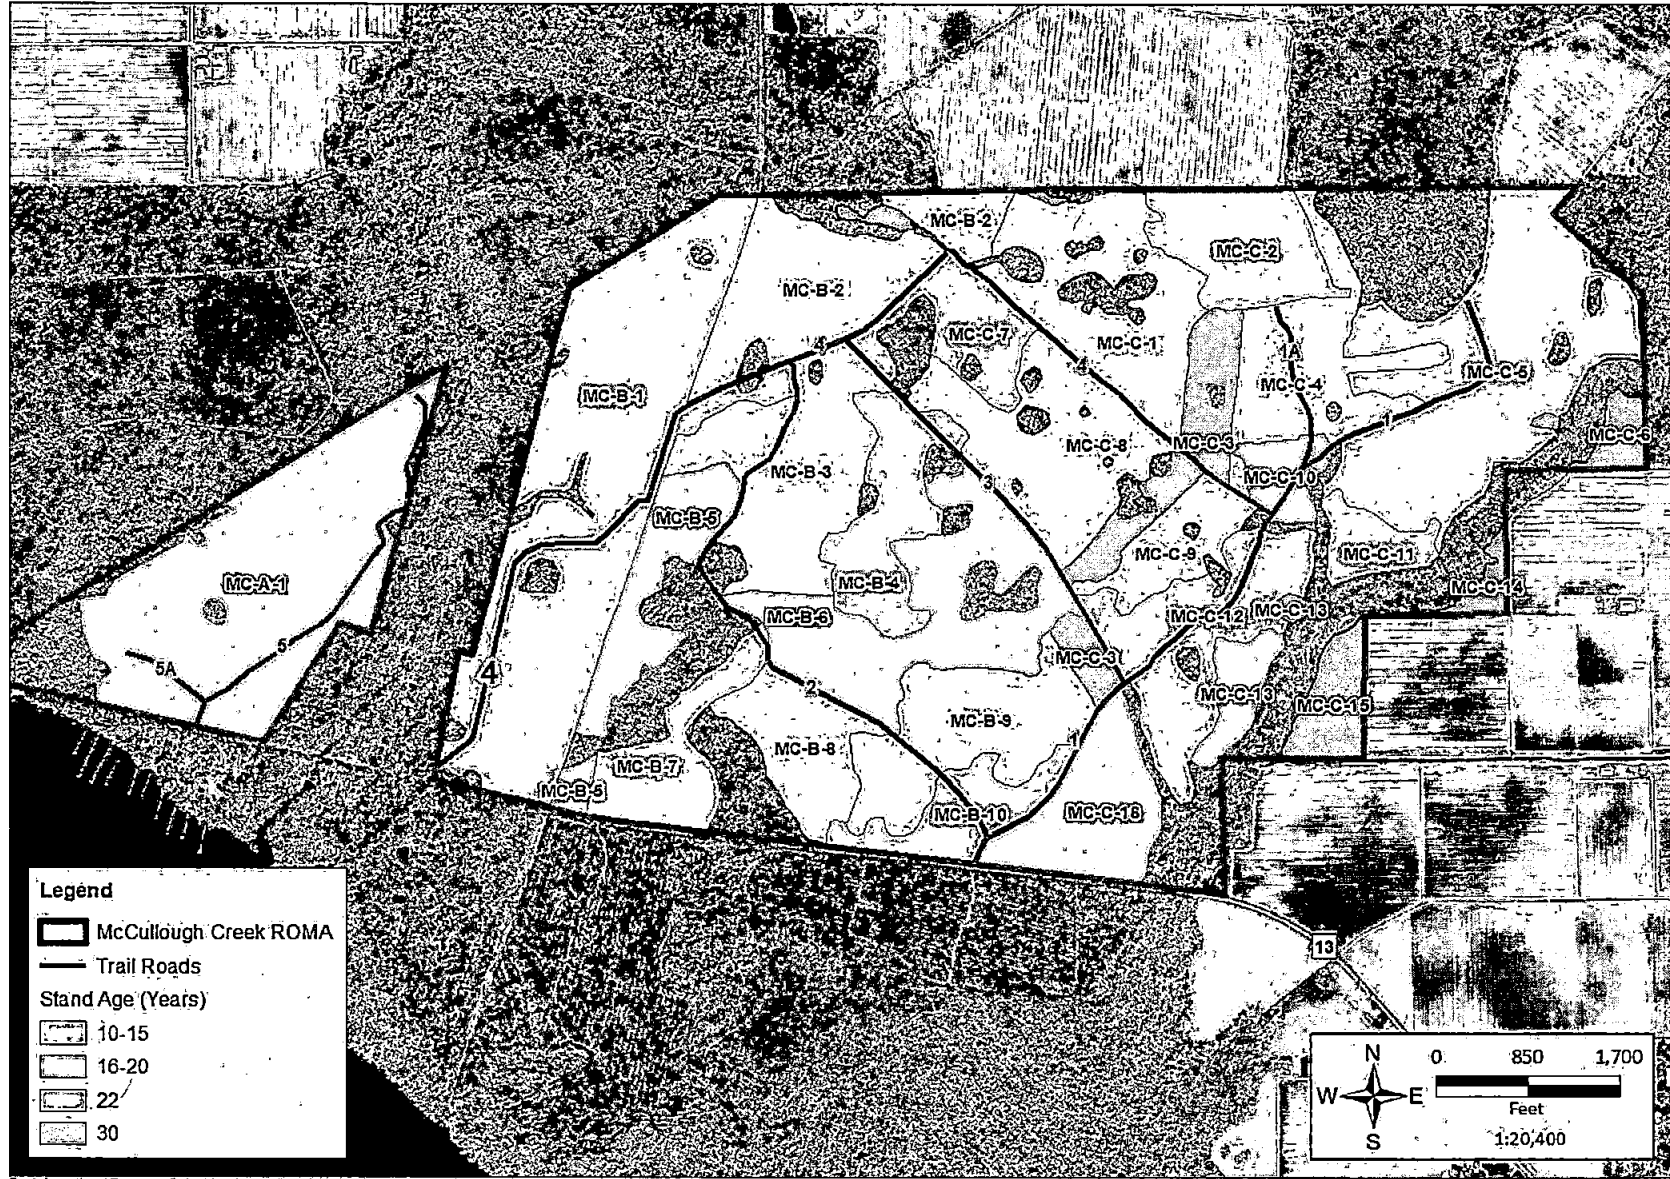 MC-B-2
MC-C-2
MC-B-2
MC-C-7
MC-C-1
4
1A
4
MC-C-5
MC-C-4
MC-B-1
1
MC-C-3
MC-C-6
MC-C-8
MC-B-3
MC-C-10
3
MC-B-5
MC-C-9
MC-C-11
MC-A-1
MC-B-4
MC-C-14
MC-B-6
MC-C-12
MC-C-13
5
MC-C-3
5A
4
2
MC-C-13
MC-C-15
MC-B-9
MC-B-8
1
MC-B-7
MC-B-5
MC-B-10
MC-C-18
13
Legend
McCullough Creek ROMA
Trail Roads
Stand Age (Years)
10-15
16-20
22
30
N
W E
S
0 850 1,700
Feet
1:20,400